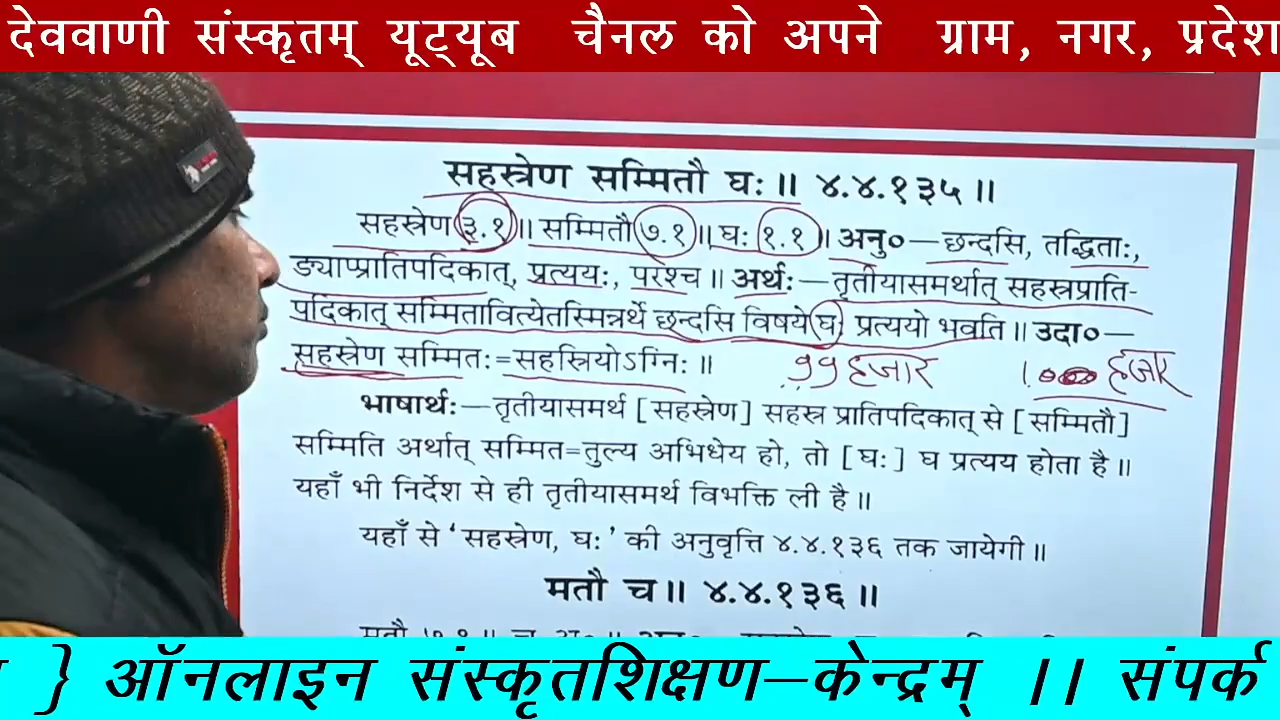 देववाणी संस्कृतम् यूट्यूब चैनल को अपने ग्राम, नगर, प्रदेश
सहस्रेण सम्मितौ घः॥ ४.४.१३५॥
सहस्रेण ३.१॥ सम्मितौ ७.१॥ घः १.१॥ अनु०—छन्दसि, तद्धिताः,
ङ्याप्प्रातिपदिकात्, प्रत्ययः, परश्च॥ अर्थः—तृतीयासमर्थात् सहस्रप्राति-
पदिकात् सम्मितावित्येतस्मिन्नर्थे छन्दसि विषये घः प्रत्ययो भवति॥ उदा०—
सहस्रेण सम्मितः=सहस्रियोऽग्निः॥
९९ हजार
हजार
भाषार्थः—तृतीयासमर्थ [सहस्रेण] सहस्र प्रातिपदिकात् से [सम्मितौ]
सम्मिति अर्थात् सम्मित=तुल्य अभिधेय हो, तो [घः] घ प्रत्यय होता है॥
यहाँ भी निर्देश से ही तृतीयासमर्थ विभक्ति ली है॥
यहाँ से ‘सहस्रेण, घः’ की अनुवृत्ति ४.४.१३६ तक जायेगी॥
मतौ च॥ ४.४.१३६॥
} ऑनलाइन संस्कृतशिक्षण–केन्द्रम् ।। संपर्क